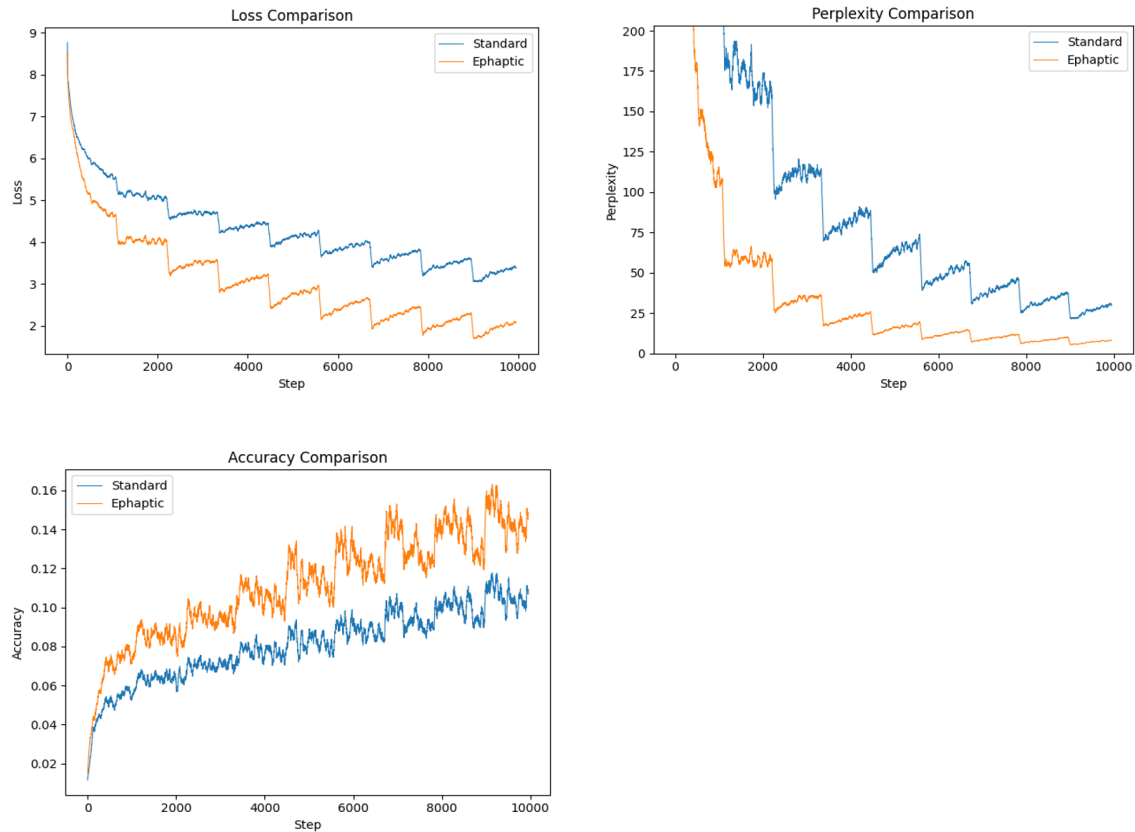 Loss Comparison
9
8
7
6
5
4
3
2
Loss
0
2000
4000
6000
8000
10000
Step
Standard
Ephaptic
Perplexity Comparison
200
175
150
125
100
75
50
25
0
Perplexity
0
2000
4000
6000
8000
10000
Step
Standard
Ephaptic
Accuracy Comparison
0.16
0.14
0.12
0.10
0.08
0.06
0.04
0.02
Accuracy
0
2000
4000
6000
8000
10000
Step
Standard
Ephaptic